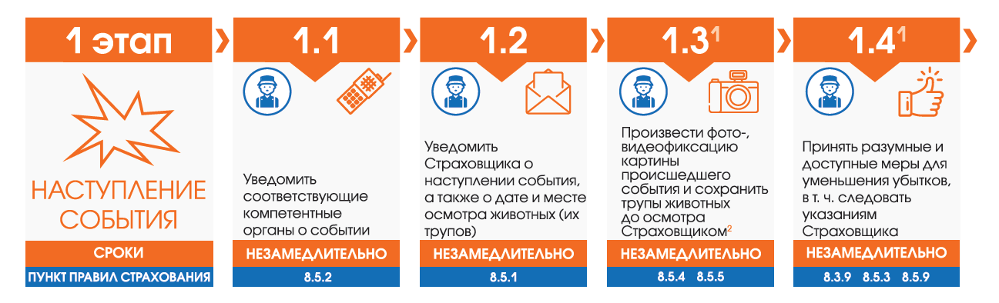 1 этап
НАСТУПЛЕНИЕ
СОБЫТИЯ
СРОКИ
ПУНКТ ПРАВИЛ СТРАХОВАНИЯ
1.1
Уведомить
соответствующие
компетентные
органы о событии
НЕЗАМЕДЛИТЕЛЬНО
8.5.2
1.2
Уведомить
Страховщика о
наступлении события,
а также о дате и месте
осмотра животных (их
трупов)
НЕЗАМЕДЛИТЕЛЬНО
8.5.1
1.3¹
Произвести фото-,
видеофиксацию
картины
происшедшего
события и сохранить
трупы животных
до осмотра
Страховщиком²
НЕЗАМЕДЛИТЕЛЬНО
8.5.4 8.5.5
1.4¹
Принять разумные и
доступные меры для
уменьшения убытков,
в т. ч. следовать
указаниям
Страховщика
НЕЗАМЕДЛИТЕЛЬНО
8.3.9 8.5.3 8.5.9